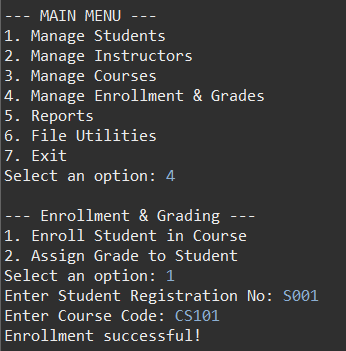 --- MAIN MENU ---
1. Manage Students
2. Manage Instructors
3. Manage Courses
4. Manage Enrollment & Grades
5. Reports
6. File Utilities
7. Exit
Select an option: 4

--- Enrollment & Grading ---
1. Enroll Student in Course
2. Assign Grade to Student
Select an option: 1
Enter Student Registration No: S001
Enter Course Code: CS101
Enrollment successful!